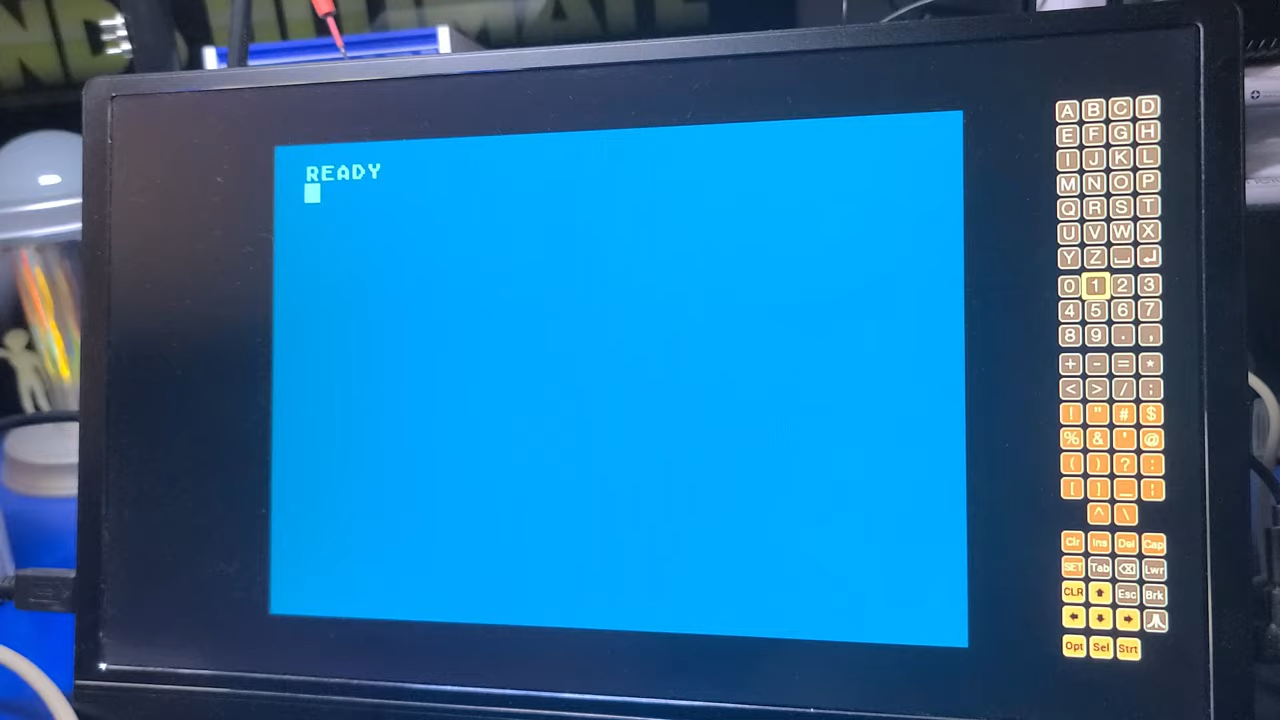 READY
A B C D
E F G H
I J K L
M N O P
Q R S T
U V W X
Y Z
0 1 2 3
4 5 6 7
8 9 . ,
+ - = *
< > / ;
! " # $
% & ' @
( ) ? :
[ ] _ ¦
^ \
Clr Ins Del Cap
SET Tab Lwr
CLR Esc Brk
Opt Sel Strt